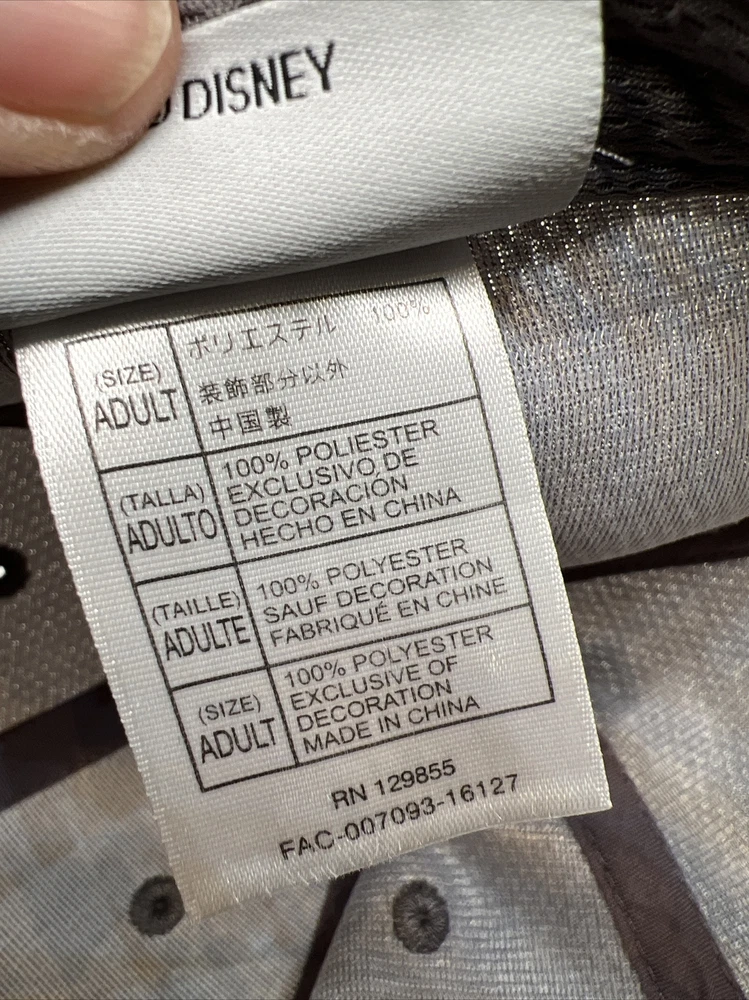 DISNEY
(SIZE)
ADULT
ポリエステル 100%
装飾部分以外
中国製
(TALLA)
ADULTO
100% POLIESTER
EXCLUSIVO DE
DECORACIÓN
HECHO EN CHINA
(TAILLE)
ADULTE
100% POLYESTER
SAUF DECORATION
FABRIQUÉ EN CHINE
(SIZE)
ADULT
100% POLYESTER
EXCLUSIVE OF
DECORATION
MADE IN CHINA
RN 129855
FAC-007093-16127